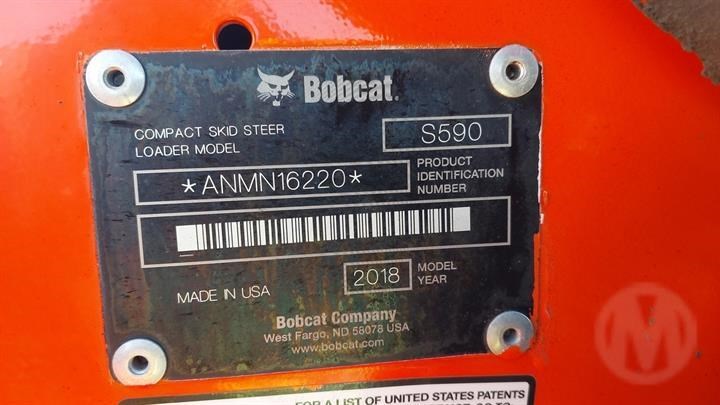 Bobcat.
COMPACT SKID STEER
LOADER MODEL
S590
*ANMN16220*
PRODUCT
IDENTIFICATION
NUMBER
MADE IN USA
2018
MODEL
YEAR
Bobcat Company
West Fargo, ND 58078 USA
www.bobcat.com
FOR A LIST OF UNITED STATES PATENTS
M